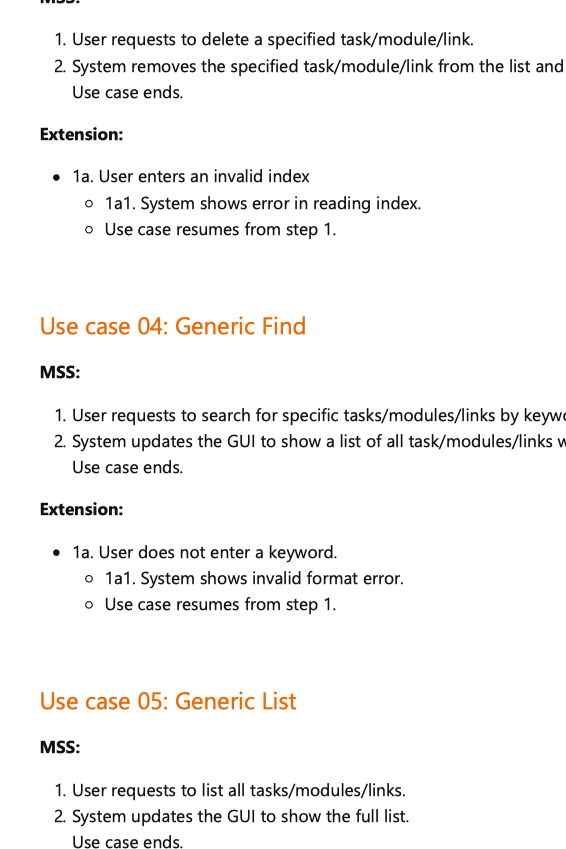 MSS:
1. User requests to delete a specified task/module/link.
2. System removes the specified task/module/link from the list and
Use case ends.
Extension:
• 1a. User enters an invalid index
○ 1a1. System shows error in reading index.
○ Use case resumes from step 1.
Use case 04: Generic Find
MSS:
1. User requests to search for specific tasks/modules/links by keywo
2. System updates the GUI to show a list of all task/modules/links w
Use case ends.
Extension:
• 1a. User does not enter a keyword.
○ 1a1. System shows invalid format error.
○ Use case resumes from step 1.
Use case 05: Generic List
MSS:
1. User requests to list all tasks/modules/links.
2. System updates the GUI to show the full list.
Use case ends.